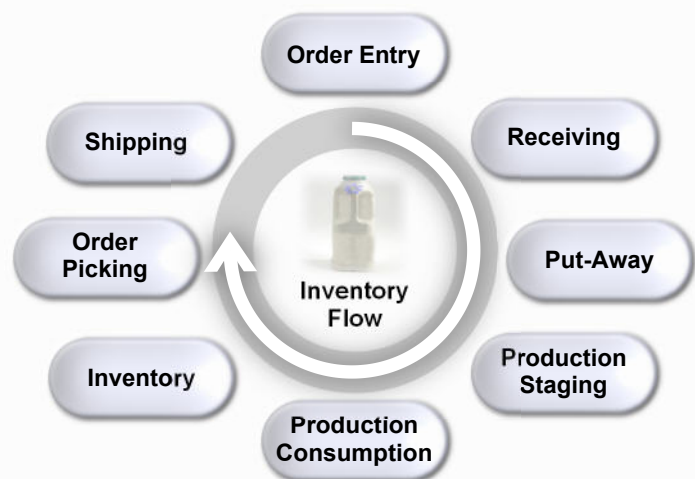 Order Entry
Receiving
Put-Away
Production
Staging
Production
Consumption
Inventory
Order
Picking
Shipping
Inventory
Flow